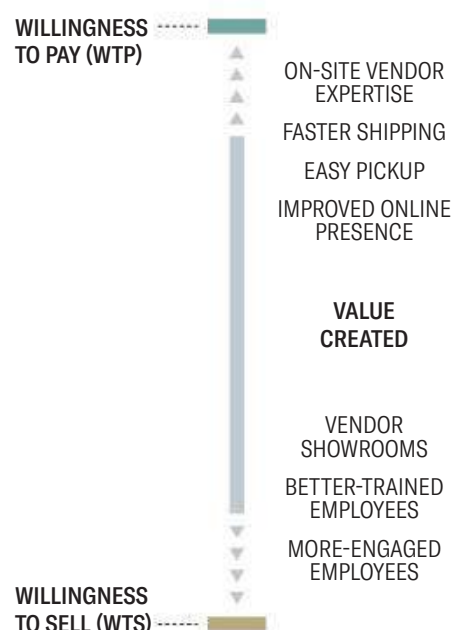 WILLINGNESS
TO PAY (WTP)
ON-SITE VENDOR
EXPERTISE
FASTER SHIPPING
EASY PICKUP
IMPROVED ONLINE
PRESENCE
VALUE
CREATED
VENDOR
SHOWROOMS
BETTER-TRAINED
EMPLOYEES
MORE-ENGAGED
EMPLOYEES
WILLINGNESS
TO SELL (WTS)